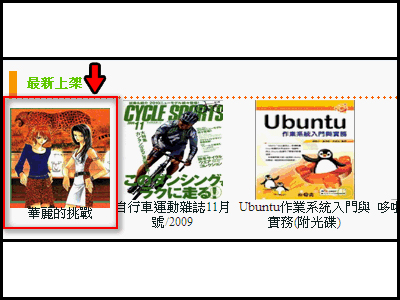 最新上架
CYCLE SPORTS
11
Ubuntu
作業系統入門與實務
華麗的挑戰
自行車運動雜誌11月
號/2009
Ubuntu作業系統入門與
實務(附光碟)
哆啦